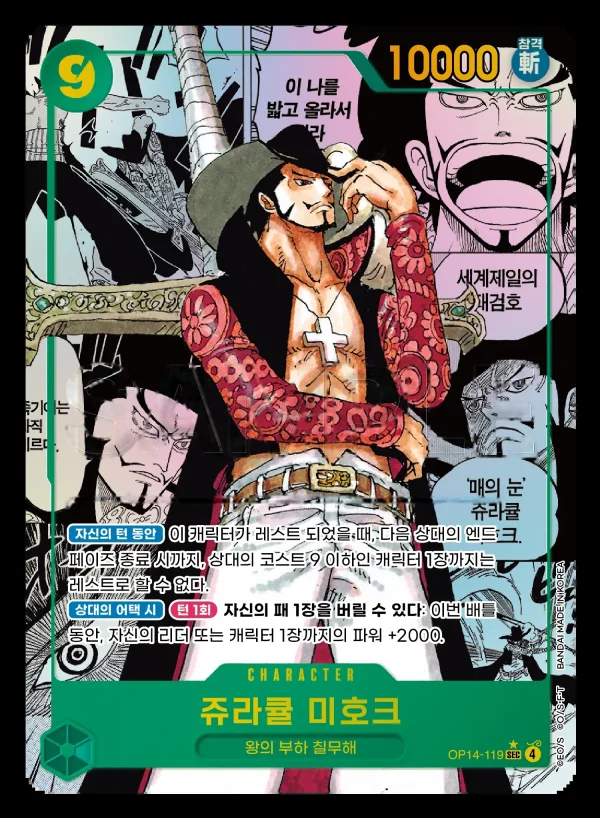 9
10000
참격
斬
이 나를
밟고 올라서
라
세계제일의
재검호
직
르다.
'매의 눈'
쥬라큘
크.
SAMPLE
자신의 턴 동안 이 캐릭터가 레스트 되었을 때, 다음 상대의 엔드
페이즈 종료 시까지, 상대의 코스트 9 이하인 캐릭터 1장까지는
레스트로 할 수 없다.
상대의 어택 시 턴 1회 자신의 패 1장을 버릴 수 있다: 이번 배틀
동안, 자신의 리더 또는 캐릭터 1장까지의 파워 +2000.
CHARACTER
쥬라큘 미호크
왕의 부하 칠무해
OP14-119 SEC 4
©E.O/S ©O/S·F·T BANDAI MADE IN KOREA